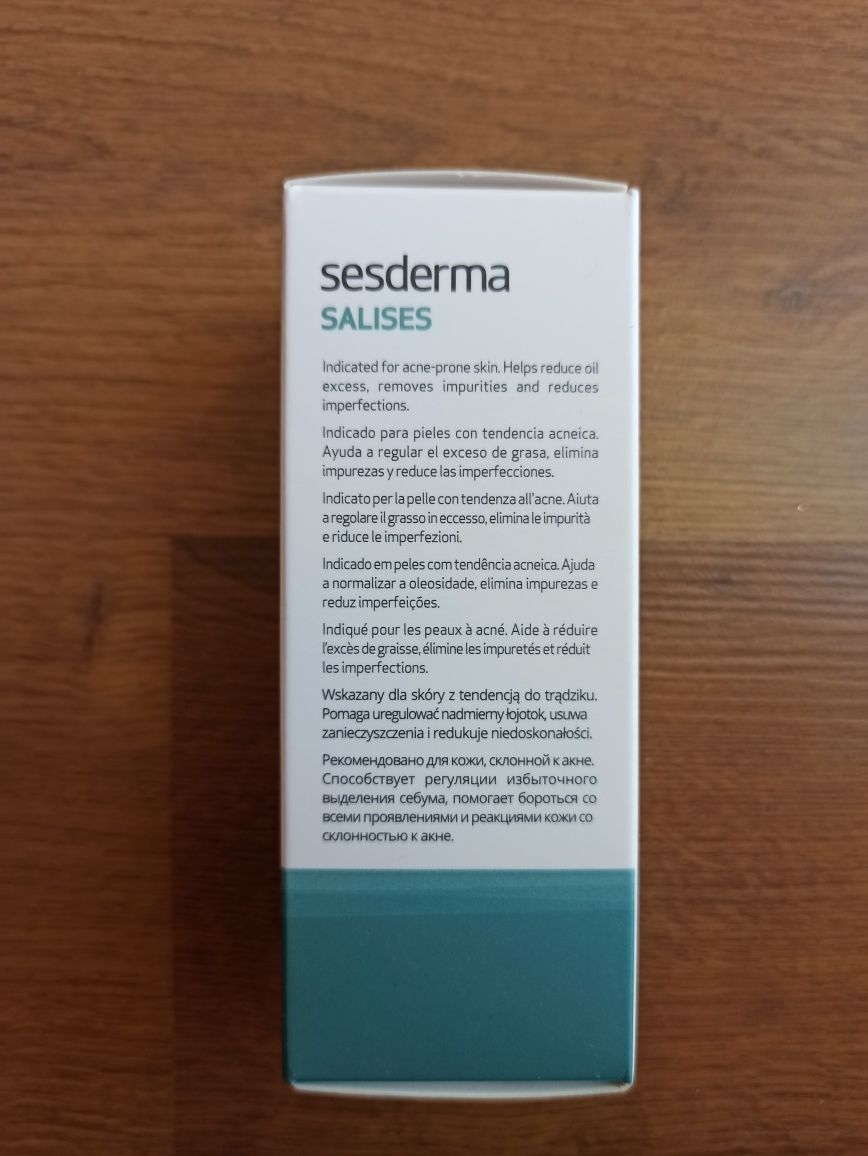 sesderma
SALISES
Indicated for acne-prone skin. Helps reduce oil
excess, removes impurities and reduces
imperfections.
Indicado para pieles con tendencia acneica.
Ayuda a regular el exceso de grasa, elimina
impurezas y reduce las imperfecciones.
Indicato per la pelle con tendenza all'acne. Aiuta
a regolare il grasso in eccesso, elimina le impurità
e riduce le imperfezioni.
Indicado em peles com tendência acneica. Ajuda
a normalizar a oleosidade, elimina impurezas e
reduz imperfeições.
Indiqué pour les peaux à acné. Aide à réduire
l'excès de graisse, élimine les impuretés et réduit
les imperfections.
Wskazany dla skóry z tendencją do trądziku.
Pomaga uregulować nadmierny łojotok, usuwa
zanieczyszczenia i redukuje niedoskonałości.
Рекомендовано для кожи, склонной к акне.
Способствует регуляции избыточного
выделения себума, помогает бороться со
всеми проявлениями и реакциями кожи со
склонностью к акне.